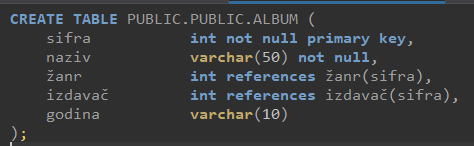 CREATE TABLE PUBLIC.PUBLIC.ALBUM (
    sifra          int not null primary key,
    naziv          varchar(50) not null,
    žanr           int references žanr(sifra),
    izdavač        int references izdavač(sifra),
    godina         varchar(10)
);